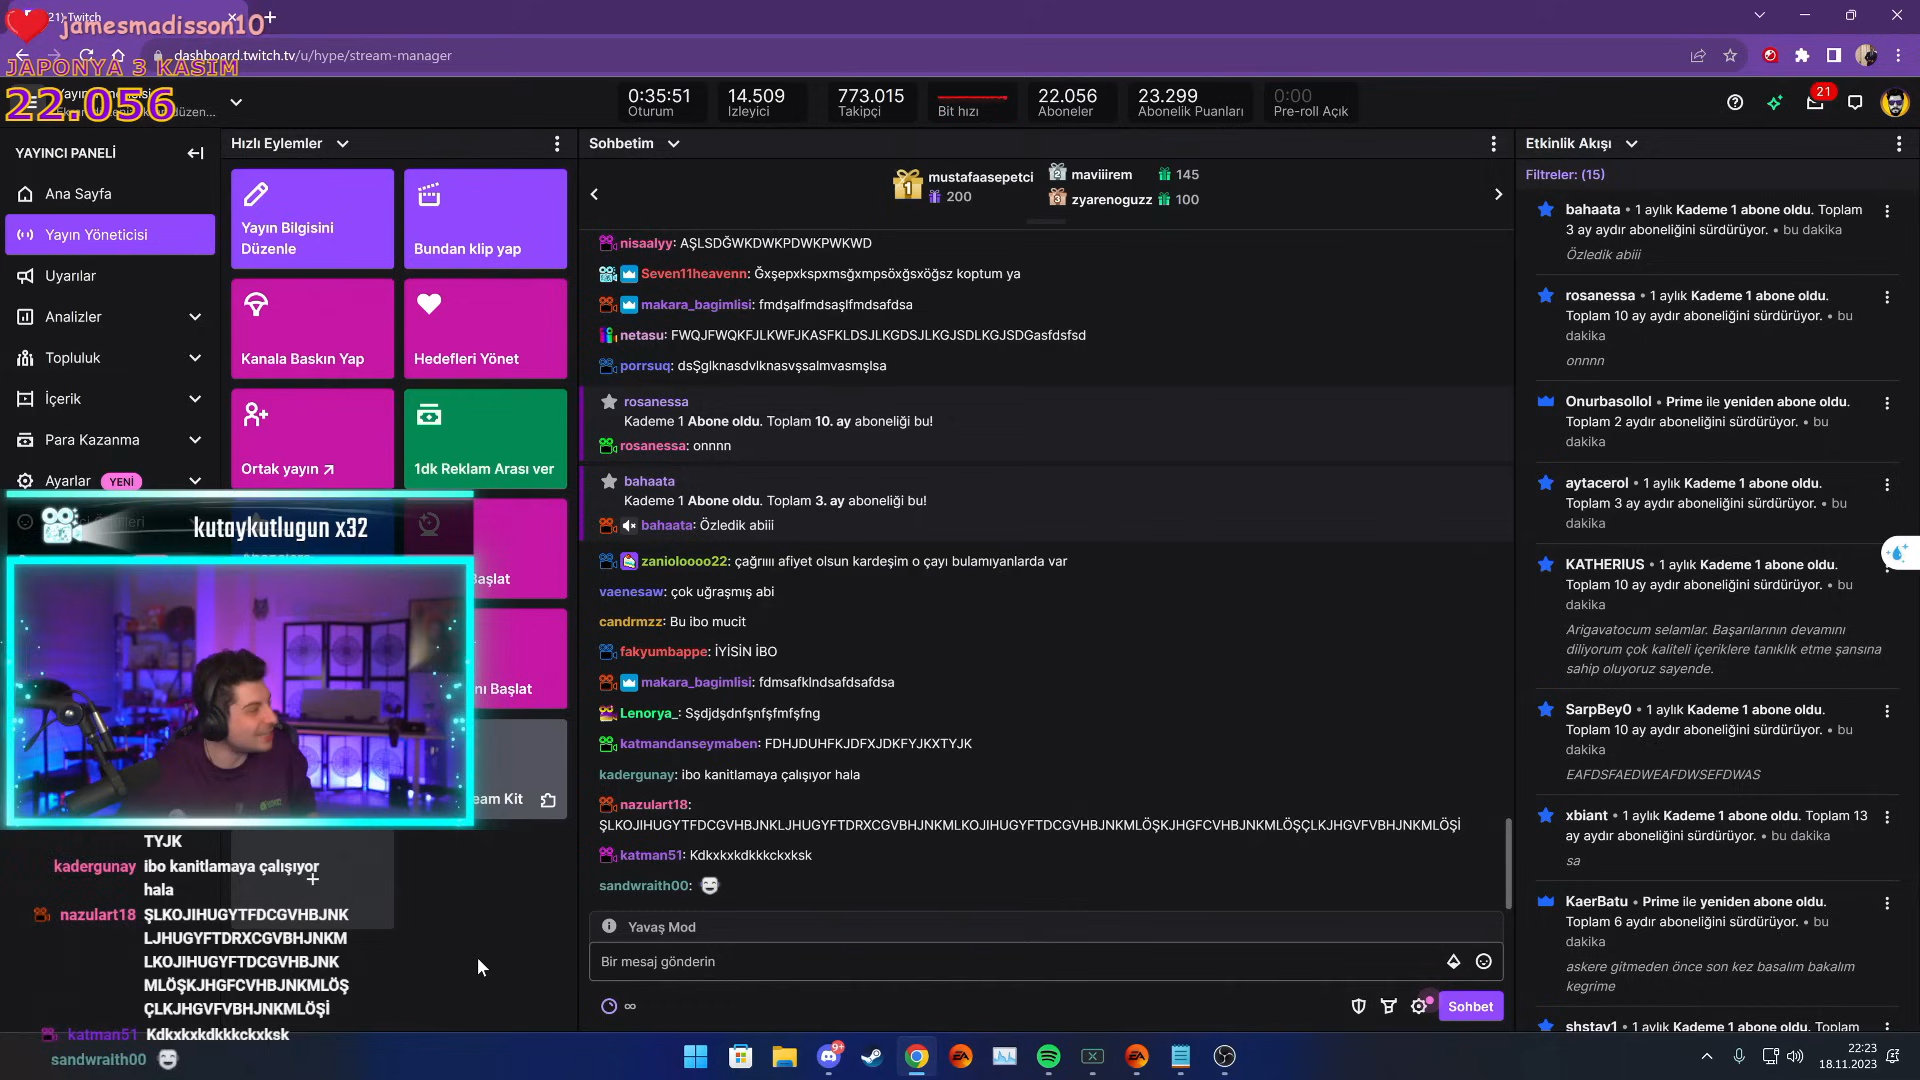 21) Twitch
jamesmadisson10
dashboard.twitch.tv/u/hype/stream-manager
JAPONYA 3 KASIM
22.056
0:35:51
Oturum
14.509
İzleyici
773.015
Takipçi
Bit hızı
22.056
Aboneler
23.299
Abonelik Puanları
0:00
Pre-roll Açık
21
YAYINCI PANELİ
Ana Sayfa
Yayın Yöneticisi
Uyarılar
Analizler
Topluluk
İçerik
Para Kazanma
Ayarlar YENİ
Hızlı Eylemler
Yayın Bilgisini
Düzenle
Bundan klip yap
Kanala Baskın Yap
Hedefleri Yönet
Ortak yayın
1dk Reklam Arası ver
kutaykutlugun x32
TYJK
kadergunay ibo kanitlamaya çalışıyor
hala
nazulart18 ŞLKOJIHUGYTFDCGVHBJNK
LJHUGYFTDRXCGVBHJNKM
LKOJIHUGYFTDCGVHBJNK
MLÖŞKJHGFCVHBJNKMLÖŞ
ÇLKJHGVFVBHJNKMLÖŞİ
katman51 Kdkxkxkdkkkckxksk
sandwraith00
Sohbetim
1 mustafaasepetci
200
2 maviiirem 145
3 zyarenoguzz 100
nisaalyy: AŞLSDĞWKDWKPDWKPWKWD
Seven11heavenn: Ğxşepxkspxmsğxmpsöxğsxöğsz koptum ya
makara_bagimlisi: fmdşalfmdsaşlfmdsafdsa
netasu: FWQJFWQKFJLKWFJKASFKLDSJLKGDSJLKGJSDLKGJSDGasfdsfsd
porrsuq: dsŞglknasdvlknasvşsalmvasmşlsa
rosanessa
Kademe 1 Abone oldu. Toplam 10. ay aboneliği bu!
rosanessa: onnnn
bahaata
Kademe 1 Abone oldu. Toplam 3. ay aboneliği bu!
bahaata: Özledik abiii
zanioloooo22: çağrıııı afiyet olsun kardeşim o çayı bulamıyanlarda var
vaenesaw: çok uğraşmış abi
candrmzz: Bu ibo mucit
fakyumbappe: İYİSİN İBO
makara_bagimlisi: fdmsafklndsafdsafdsa
Lenorya_: Sşdjdşdnfşnfşfmfşfng
katmandanseymaben: FDHJDUHFKJDFXJDKFYJKXTYJK
kadergunay: ibo kanitlamaya çalışıyor hala
nazulart18:
ŞLKOJIHUGYTFDCGVHBJNKLJHUGYFTDRXCGVBHJNKMLKOJIHUGYFTDCGVHBJNKMLÖŞKJHGFCVHBJNKMLÖŞÇLKJHGVFVBHJNKMLÖŞİ
katman51: Kdkxkxkdkkkckxksk
sandwraith00:
Yavaş Mod
Bir mesaj gönderin
Sohbet
Etkinlik Akışı
Filtreler: (15)
bahaata • 1 aylık Kademe 1 abone oldu. Toplam
3 ay aydır aboneliğini sürdürüyor. • bu dakika
Özledik abiii
rosanessa • 1 aylık Kademe 1 abone oldu.
Toplam 10 ay aydır aboneliğini sürdürüyor. • bu
dakika
onnnn
Onurbasollol • Prime ile yeniden abone oldu.
Toplam 2 aydır aboneliğini sürdürüyor. • bu
dakika
aytacerol • 1 aylık Kademe 1 abone oldu.
Toplam 3 ay aydır aboneliğini sürdürüyor. • bu
dakika
KATHERIUS • 1 aylık Kademe 1 abone oldu.
Toplam 10 ay aydır aboneliğini sürdürüyor. • bu
dakika
Arigavatocum selamlar. Başarılarının devamını
diliyorum çok kaliteli içeriklere tanıklık etme şansına
sahip oluyoruz sayende.
SarpBey0 • 1 aylık Kademe 1 abone oldu.
Toplam 10 ay aydır aboneliğini sürdürüyor. • bu
dakika
EAFDSFAEDWEAFDWSEFDWAS
xbiant • 1 aylık Kademe 1 abone oldu. Toplam 13
ay aydır aboneliğini sürdürüyor. • bu dakika
sa
KaerBatu • Prime ile yeniden abone oldu.
Toplam 6 aydır aboneliğini sürdürüyor. • bu
dakika
askere gitmeden önce son kez basalım bakalım
kegrime
shstav1 • 1 aylık Kademe 1 abone oldu. Toplam
22:23
18.11.2023